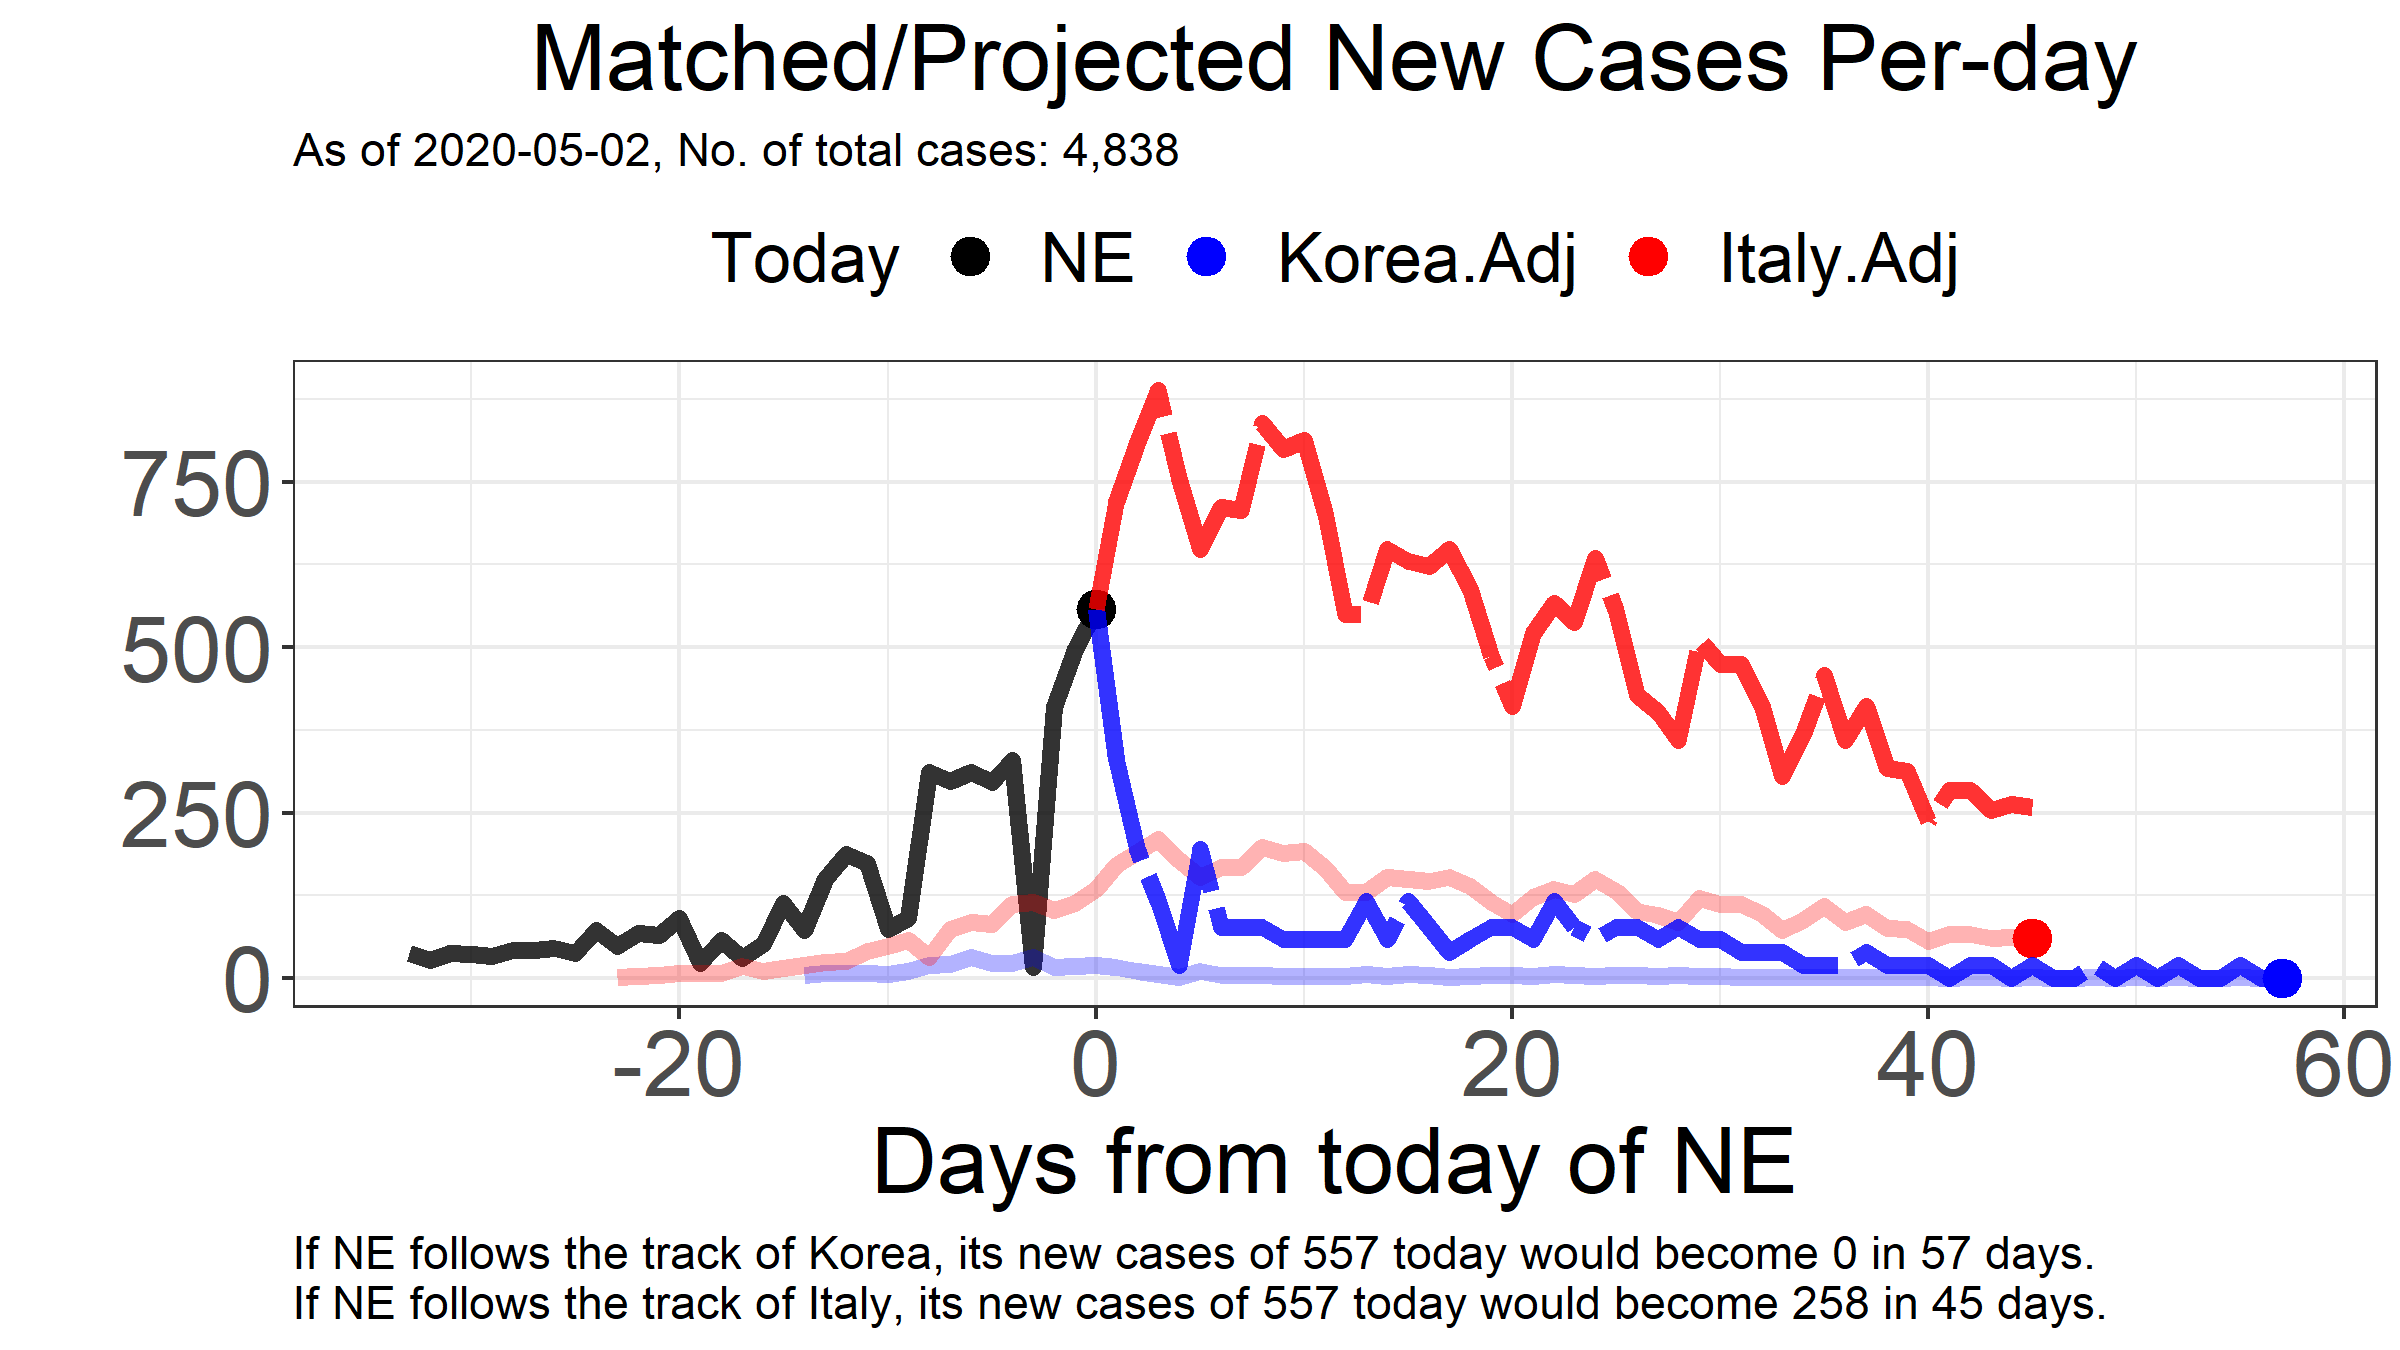 Matched/Projected New Cases Per-day
As of 2020-05-02, No. of total cases: 4,838
Today NE Korea.Adj Italy.Adj
750
500
250
0
-20 0 20 40 60
Days from today of NE
If NE follows the track of Korea, its new cases of 557 today would become 0 in 57 days.
If NE follows the track of Italy, its new cases of 557 today would become 258 in 45 days.